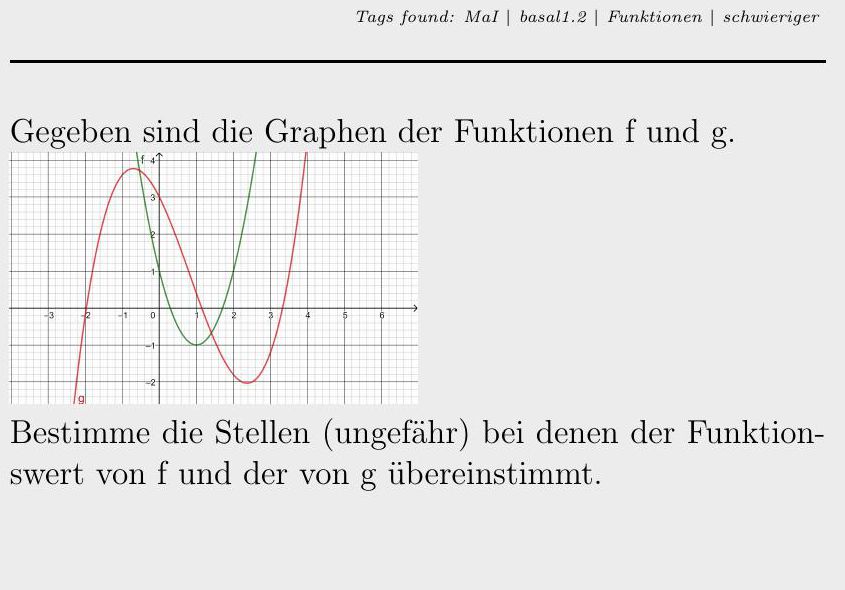 Tags found: MaI | basal1.2 | Funktionen | schwieriger
Gegeben sind die Graphen der Funktionen f und g.
f 4
3
2
1
−3 −2 −1 0 1 2 3 4 5 6
−1
−2
g
Bestimme die Stellen (ungefähr) bei denen der Funktion-
swert von f und der von g übereinstimmt.